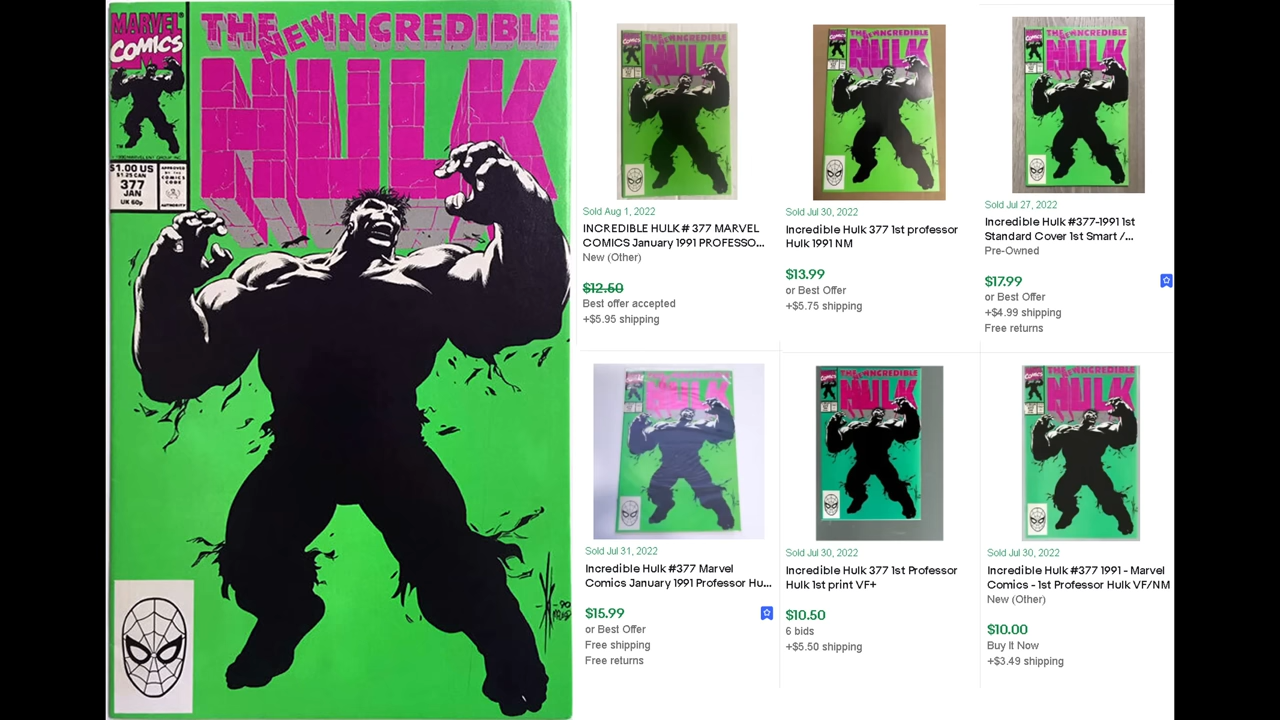 MARVEL
COMICS
TM
$1.00 US
$1.25 CAN
377
JAN
UK 60p
APPROVED
BY THE
COMICS
CODE
AUTHORITY
THE NEW INCREDIBLE
HULK
Sold Aug 1, 2022
INCREDIBLE HULK # 377 MARVEL
COMICS January 1991 PROFESSO...
New (Other)
$12.50
Best offer accepted
+$5.95 shipping
Sold Jul 30, 2022
Incredible Hulk 377 1st professor
Hulk 1991 NM
$13.99
or Best Offer
+$5.75 shipping
Sold Jul 27, 2022
Incredible Hulk #377-1991 1st
Standard Cover 1st Smart /...
Pre-Owned
$17.99
or Best Offer
+$4.99 shipping
Free returns
Sold Jul 31, 2022
Incredible Hulk #377 Marvel
Comics January 1991 Professor Hu...
$15.99
or Best Offer
Free shipping
Free returns
Sold Jul 30, 2022
Incredible Hulk 377 1st Professor
Hulk 1st print VF+
$10.50
6 bids
+$5.50 shipping
Sold Jul 30, 2022
Incredible Hulk #377 1991 - Marvel
Comics - 1st Professor Hulk VF/NM
New (Other)
$10.00
Buy It Now
+$3.49 shipping